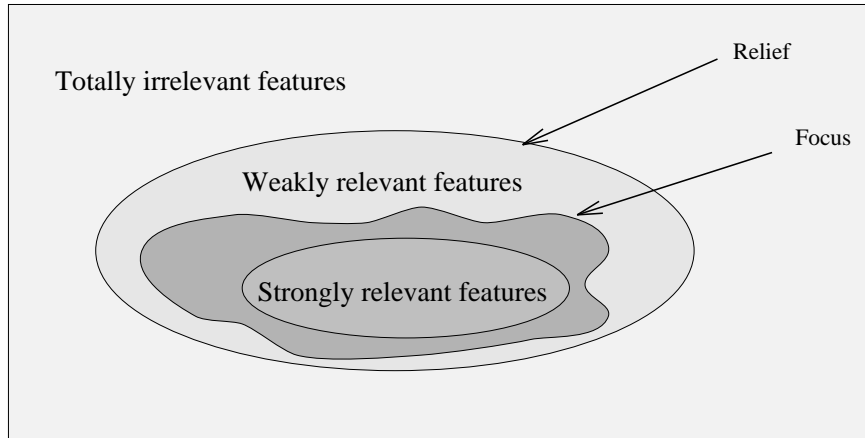 Relief
Totally irrelevant features
Focus
Weakly relevant features
Strongly relevant features